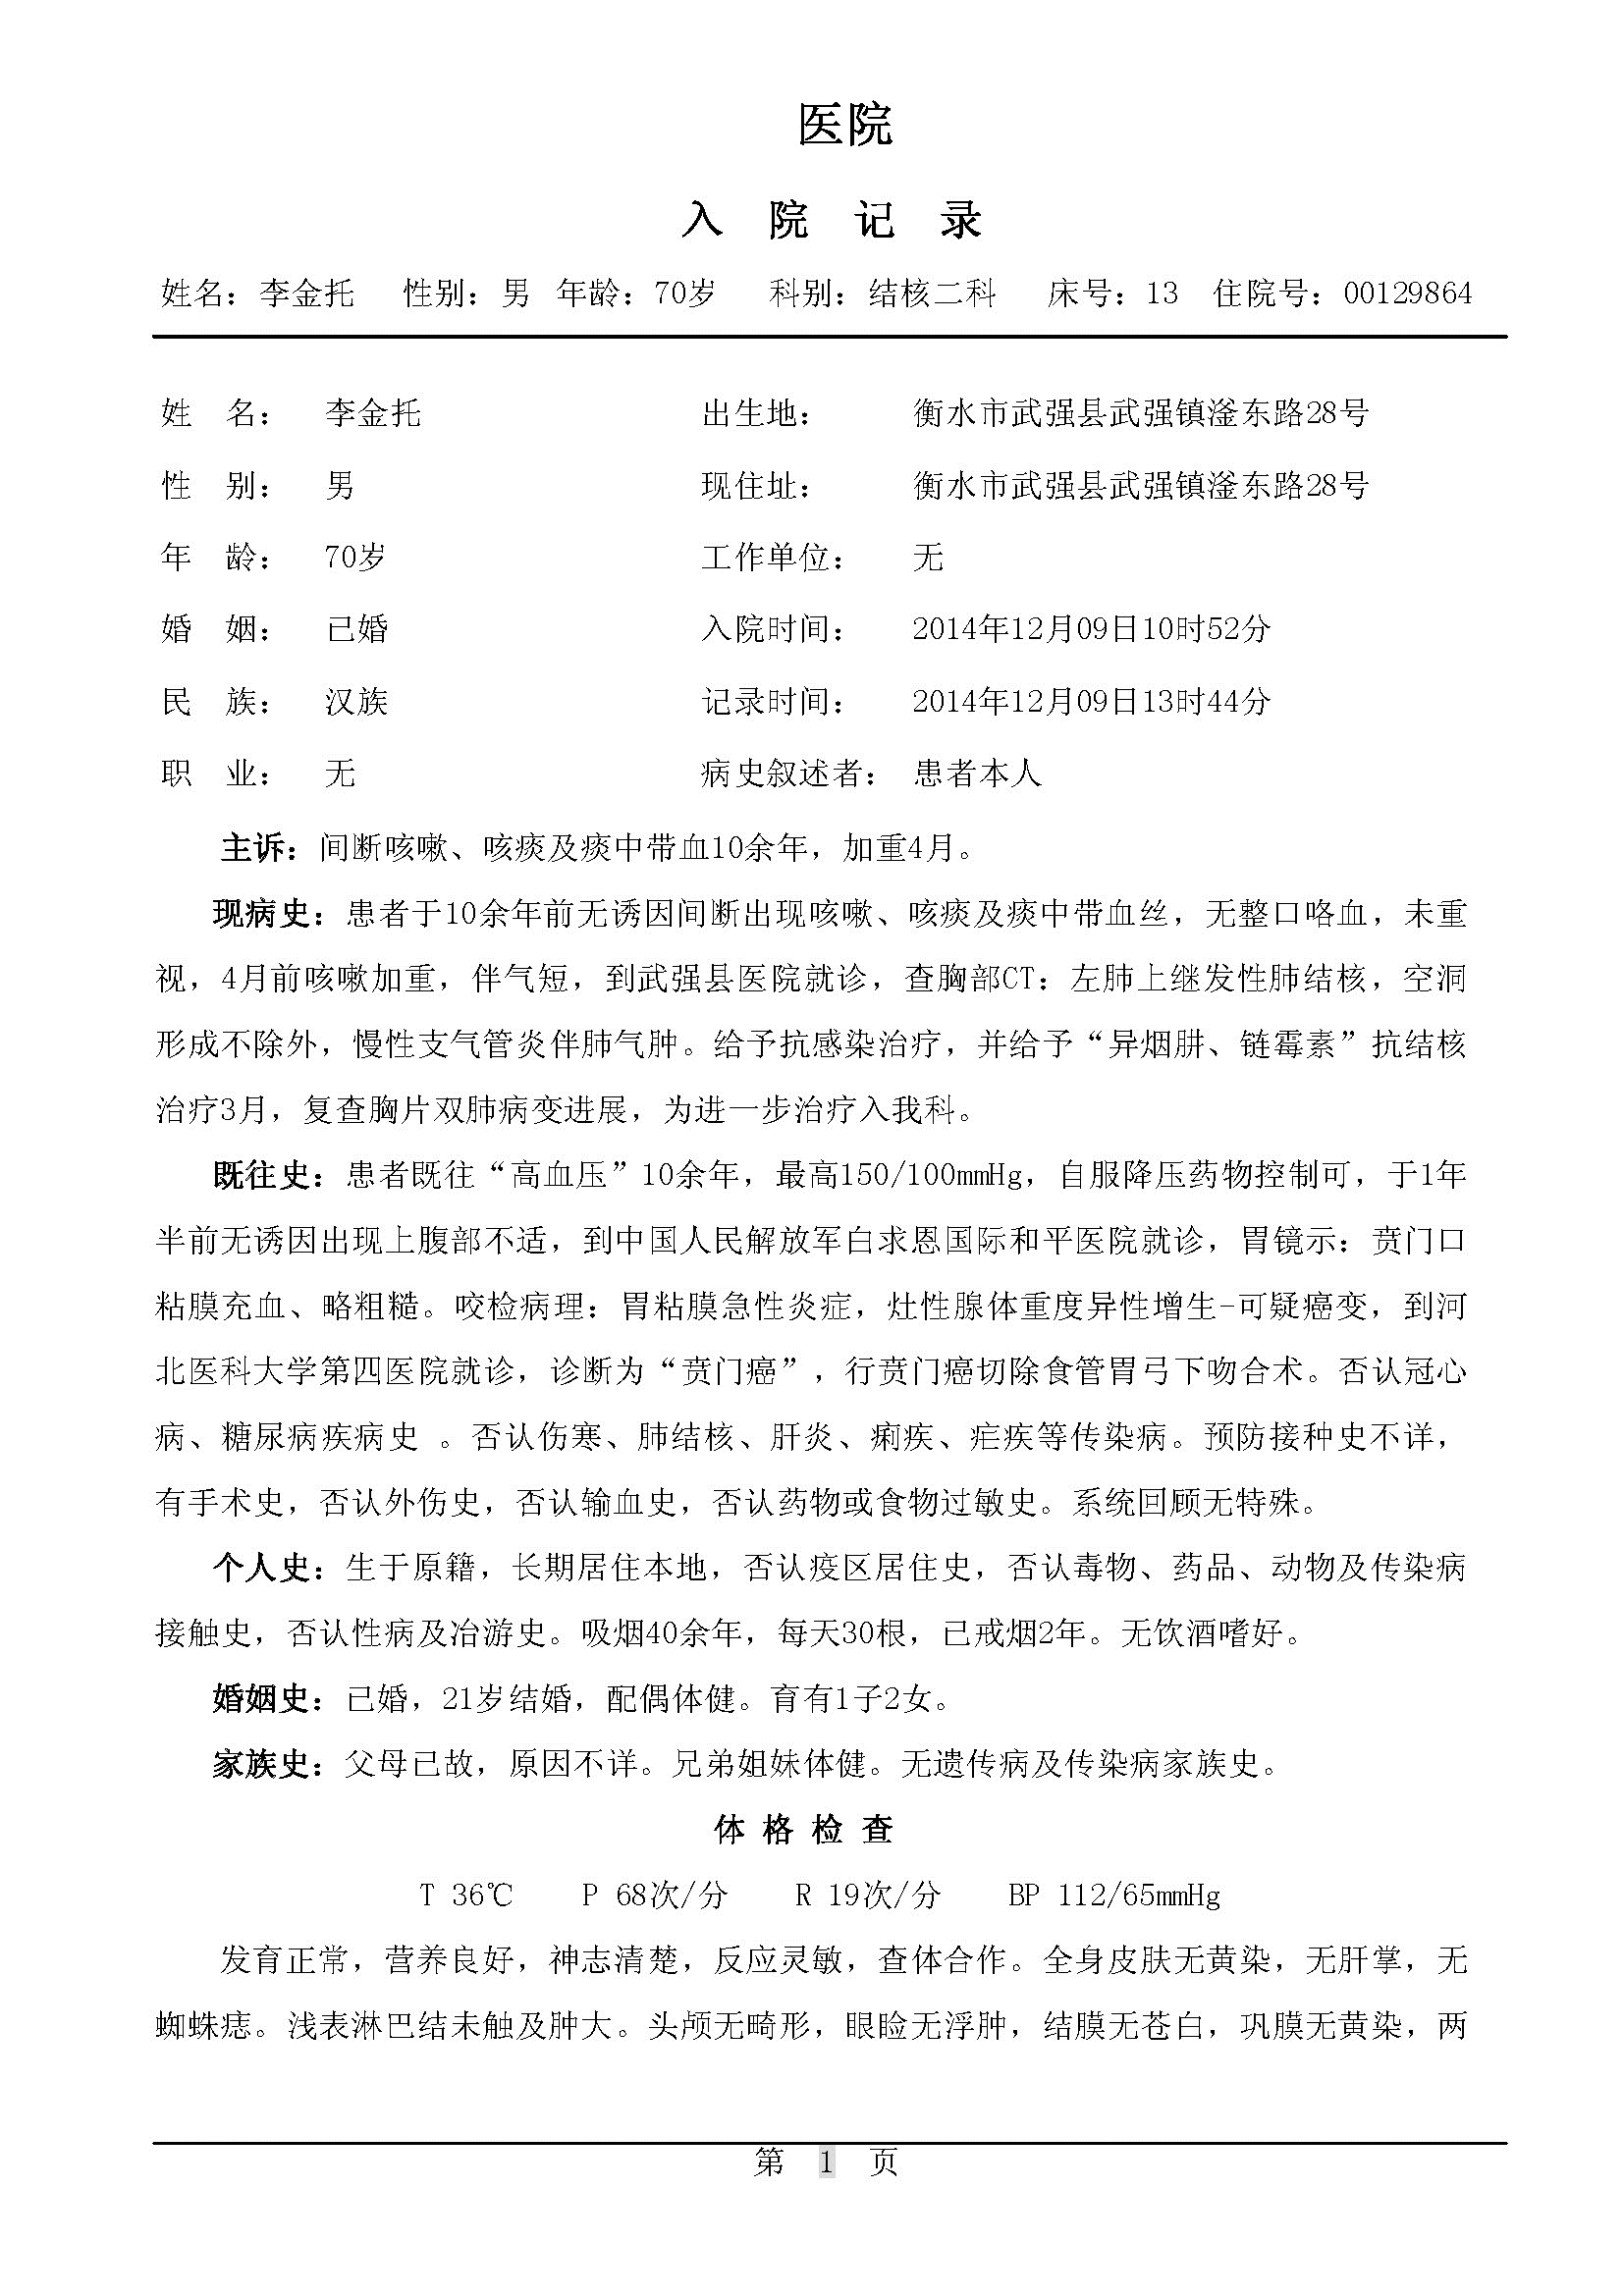 医院
入 院 记 录
姓名：李金托 性别：男 年龄：70岁 科别：结核二科 床号：13 住院号：00129864
姓 名： 李金托 出生地： 衡水市武强县武强镇滏东路28号
性 别： 男 现住址： 衡水市武强县武强镇滏东路28号
年 龄： 70岁 工作单位： 无
婚 姻： 已婚 入院时间： 2014年12月09日10时52分
民 族： 汉族 记录时间： 2014年12月09日13时44分
职 业： 无 病史叙述者： 患者本人
主诉：间断咳嗽、咳痰及痰中带血10余年，加重4月。
现病史：患者于10余年前无诱因间断出现咳嗽、咳痰及痰中带血丝，无整口咯血，未重
视，4月前咳嗽加重，伴气短，到武强县医院就诊，查胸部CT：左肺上继发性肺结核，空洞
形成不除外，慢性支气管炎伴肺气肿。给予抗感染治疗，并给予“异烟肼、链霉素”抗结核
治疗3月，复查胸片双肺病变进展，为进一步治疗入我科。
既往史：患者既往“高血压”10余年，最高150/100mmHg，自服降压药物控制可，于1年
半前无诱因出现上腹部不适，到中国人民解放军白求恩国际和平医院就诊，胃镜示：贲门口
粘膜充血、略粗糙。咬检病理：胃粘膜急性炎症，灶性腺体重度异性增生-可疑癌变，到河
北医科大学第四医院就诊，诊断为“贲门癌”，行贲门癌切除食管胃弓下吻合术。否认冠心
病、糖尿病疾病史 。否认伤寒、肺结核、肝炎、痢疾、疟疾等传染病。预防接种史不详，
有手术史，否认外伤史，否认输血史，否认药物或食物过敏史。系统回顾无特殊。
个人史：生于原籍，长期居住本地，否认疫区居住史，否认毒物、药品、动物及传染病
接触史，否认性病及冶游史。吸烟40余年，每天30根，已戒烟2年。无饮酒嗜好。
婚姻史：已婚，21岁结婚，配偶体健。育有1子2女。
家族史：父母已故，原因不详。兄弟姐妹体健。无遗传病及传染病家族史。
体 格 检 查
T 36℃ P 68次/分 R 19次/分 BP 112/65mmHg
发育正常，营养良好，神志清楚，反应灵敏，查体合作。全身皮肤无黄染，无肝掌，无
蜘蛛痣。浅表淋巴结未触及肿大。头颅无畸形，眼睑无浮肿，结膜无苍白，巩膜无黄染，两
第 1 页